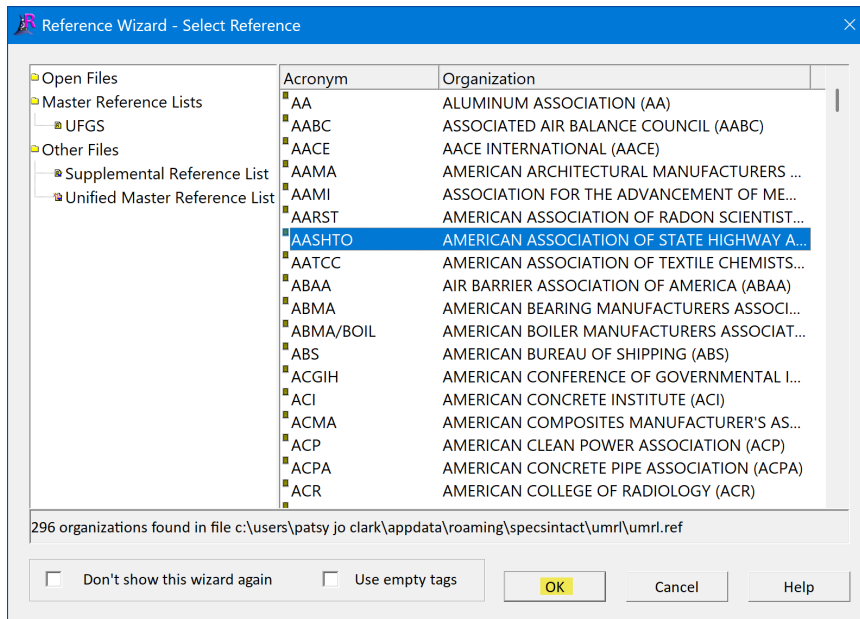 Reference Wizard - Select Reference
Open Files
Master Reference Lists
UFGS
Other Files
Supplemental Reference List
Unified Master Reference List
Acronym Organization
AA ALUMINUM ASSOCIATION (AA)
AABC ASSOCIATED AIR BALANCE COUNCIL (AABC)
AACE AACE INTERNATIONAL (AACE)
AAMA AMERICAN ARCHITECTURAL MANUFACTURERS ...
AAMI ASSOCIATION FOR THE ADVANCEMENT OF ME...
AARST AMERICAN ASSOCIATION OF RADON SCIENTIST...
AASHTO AMERICAN ASSOCIATION OF STATE HIGHWAY A...
AATCC AMERICAN ASSOCIATION OF TEXTILE CHEMISTS...
ABAA AIR BARRIER ASSOCIATION OF AMERICA (ABAA)
ABMA AMERICAN BEARING MANUFACTURERS ASSOCI...
ABMA/BOIL AMERICAN BOILER MANUFACTURERS ASSOCIAT...
ABS AMERICAN BUREAU OF SHIPPING (ABS)
ACGIH AMERICAN CONFERENCE OF GOVERNMENTAL I...
ACI AMERICAN CONCRETE INSTITUTE (ACI)
ACMA AMERICAN COMPOSITES MANUFACTURER'S AS...
ACP AMERICAN CLEAN POWER ASSOCIATION (ACP)
ACPA AMERICAN CONCRETE PIPE ASSOCIATION (ACPA)
ACR AMERICAN COLLEGE OF RADIOLOGY (ACR)
296 organizations found in file c:\users\patsy jo clark\appdata\roaming\specsintact\umrl\umrl.ref
Don't show this wizard again Use empty tags OK Cancel Help